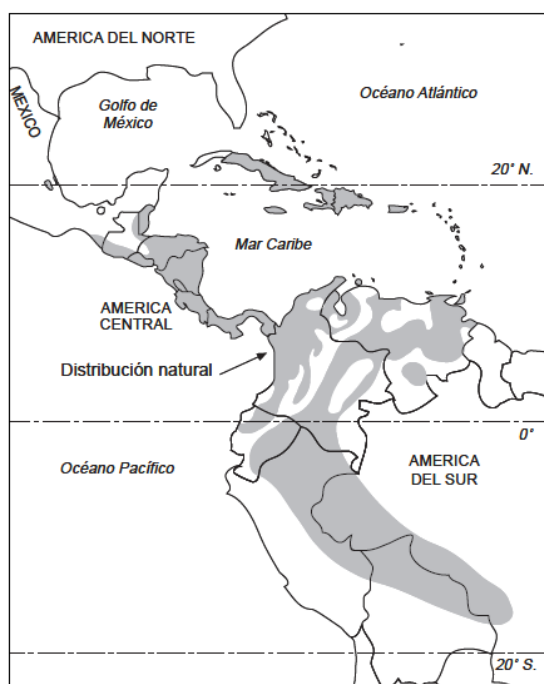 AMERICA DEL NORTE
MEXICO
Golfo de
México
Océano Atlántico
20° N.
Mar Caribe
AMERICA
CENTRAL
Distribución natural
0°
Océano Pacífico
AMERICA
DEL SUR
20° S.